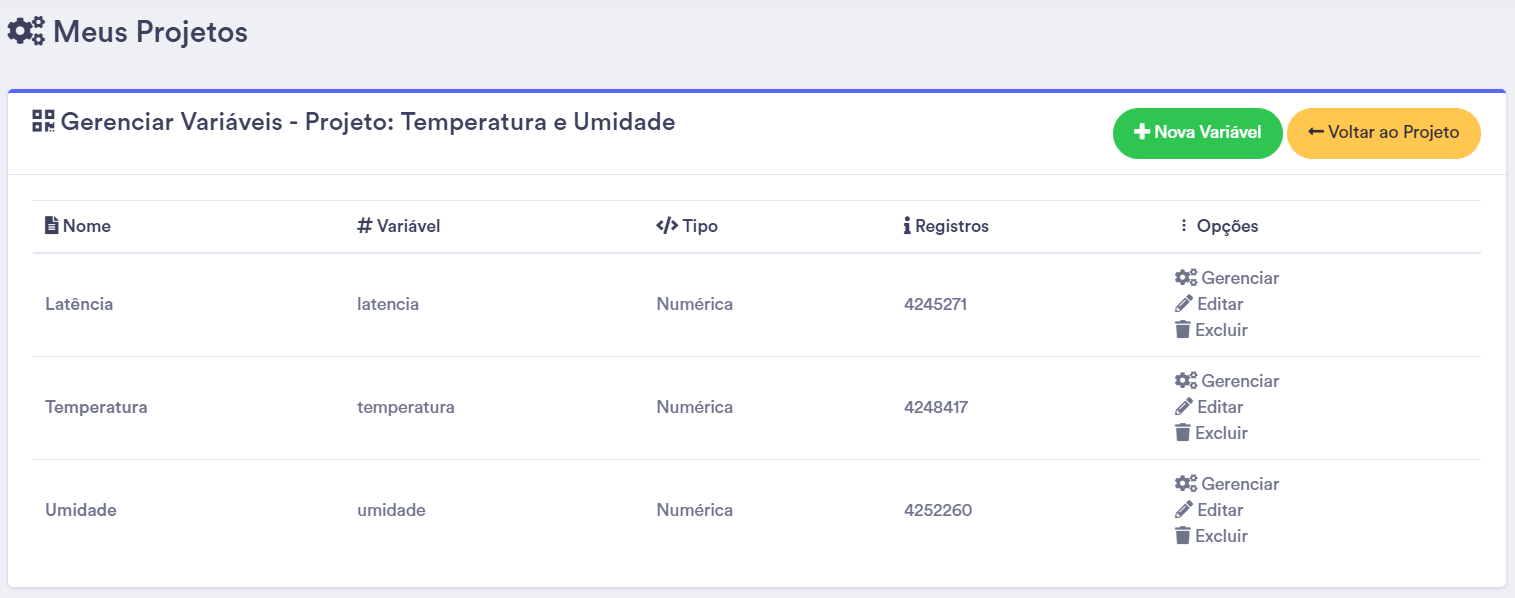 Meus Projetos
Gerenciar Variáveis - Projeto: Temperatura e Umidade
Nova Variável
Voltar ao Projeto
Nome Variável Tipo Registros Opções
Latência latencia Numérica 4245271
Gerenciar
Editar
Excluir
Temperatura temperatura Numérica 4248417
Gerenciar
Editar
Excluir
Umidade umidade Numérica 4252260
Gerenciar
Editar
Excluir